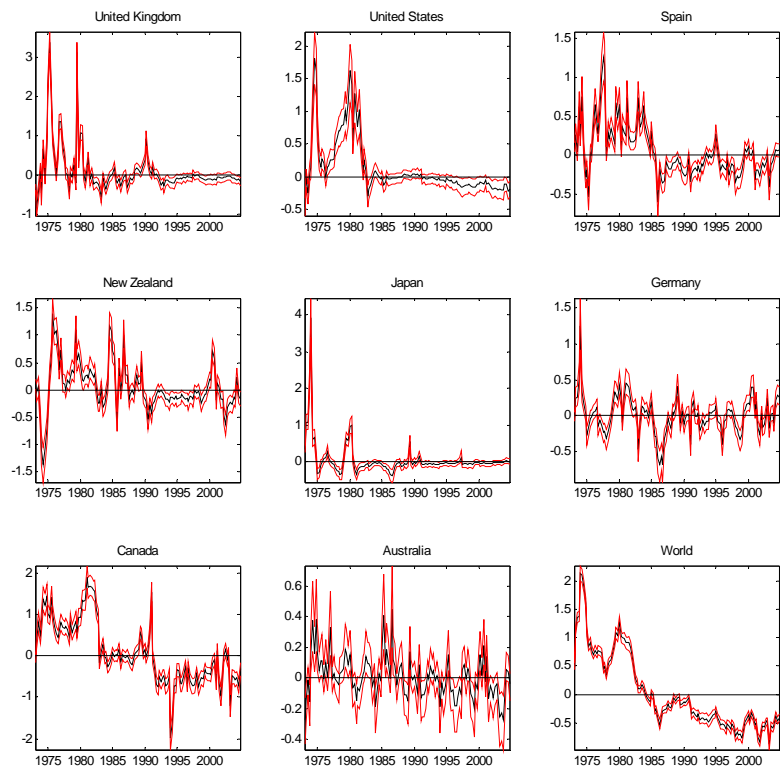 United Kingdom United States Spain
3 2 1.5
2 1.5 1
1 1 0.5
0 0.5 0
-1 0 -0.5
-0.5
1975 1980 1985 1990 1995 2000 1975 1980 1985 1990 1995 2000 1975 1980 1985 1990 1995 2000
New Zealand Japan Germany
1.5 4 1.5
1 3 1
0.5 2 0.5
0 1 0
-0.5 0 -0.5
-1
-1.5
1975 1980 1985 1990 1995 2000 1975 1980 1985 1990 1995 2000 1975 1980 1985 1990 1995 2000
Canada Australia World
2 0.6 2
1 0.4 1.5
0 0.2 1
-1 0 0.5
-2 -0.2 0
-0.4 -0.5
1975 1980 1985 1990 1995 2000 1975 1980 1985 1990 1995 2000 1975 1980 1985 1990 1995 2000